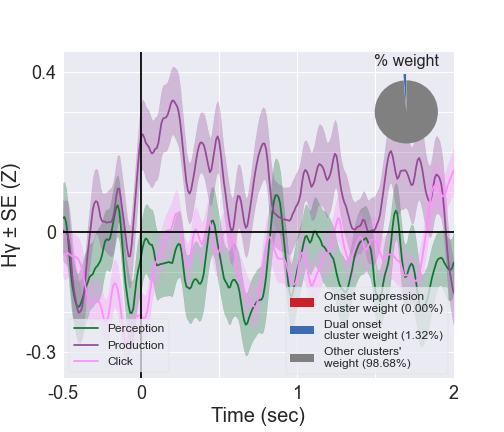 % weight
0.4
0
-0.3
Hγ ± SE (Z)
Perception
Production
Click
Onset suppression
cluster weight (0.00%)
Dual onset
cluster weight (1.32%)
Other clusters'
weight (98.68%)
-0.5
0
1
2
Time (sec)